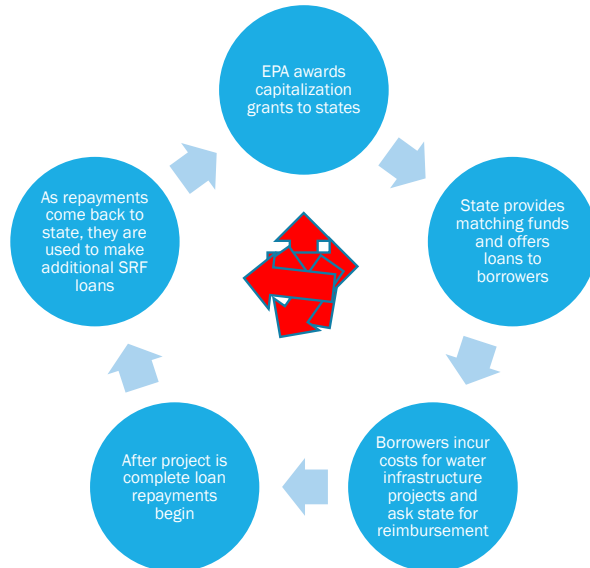 EPA awards
capitalization
grants to states
State provides
matching funds
and offers
loans to
borrowers
Borrowers incur
costs for water
infrastructure
projects and
ask state for
reimbursement
After project is
complete loan
repayments
begin
As repayments
come back to
state, they are
used to make
additional SRF
loans